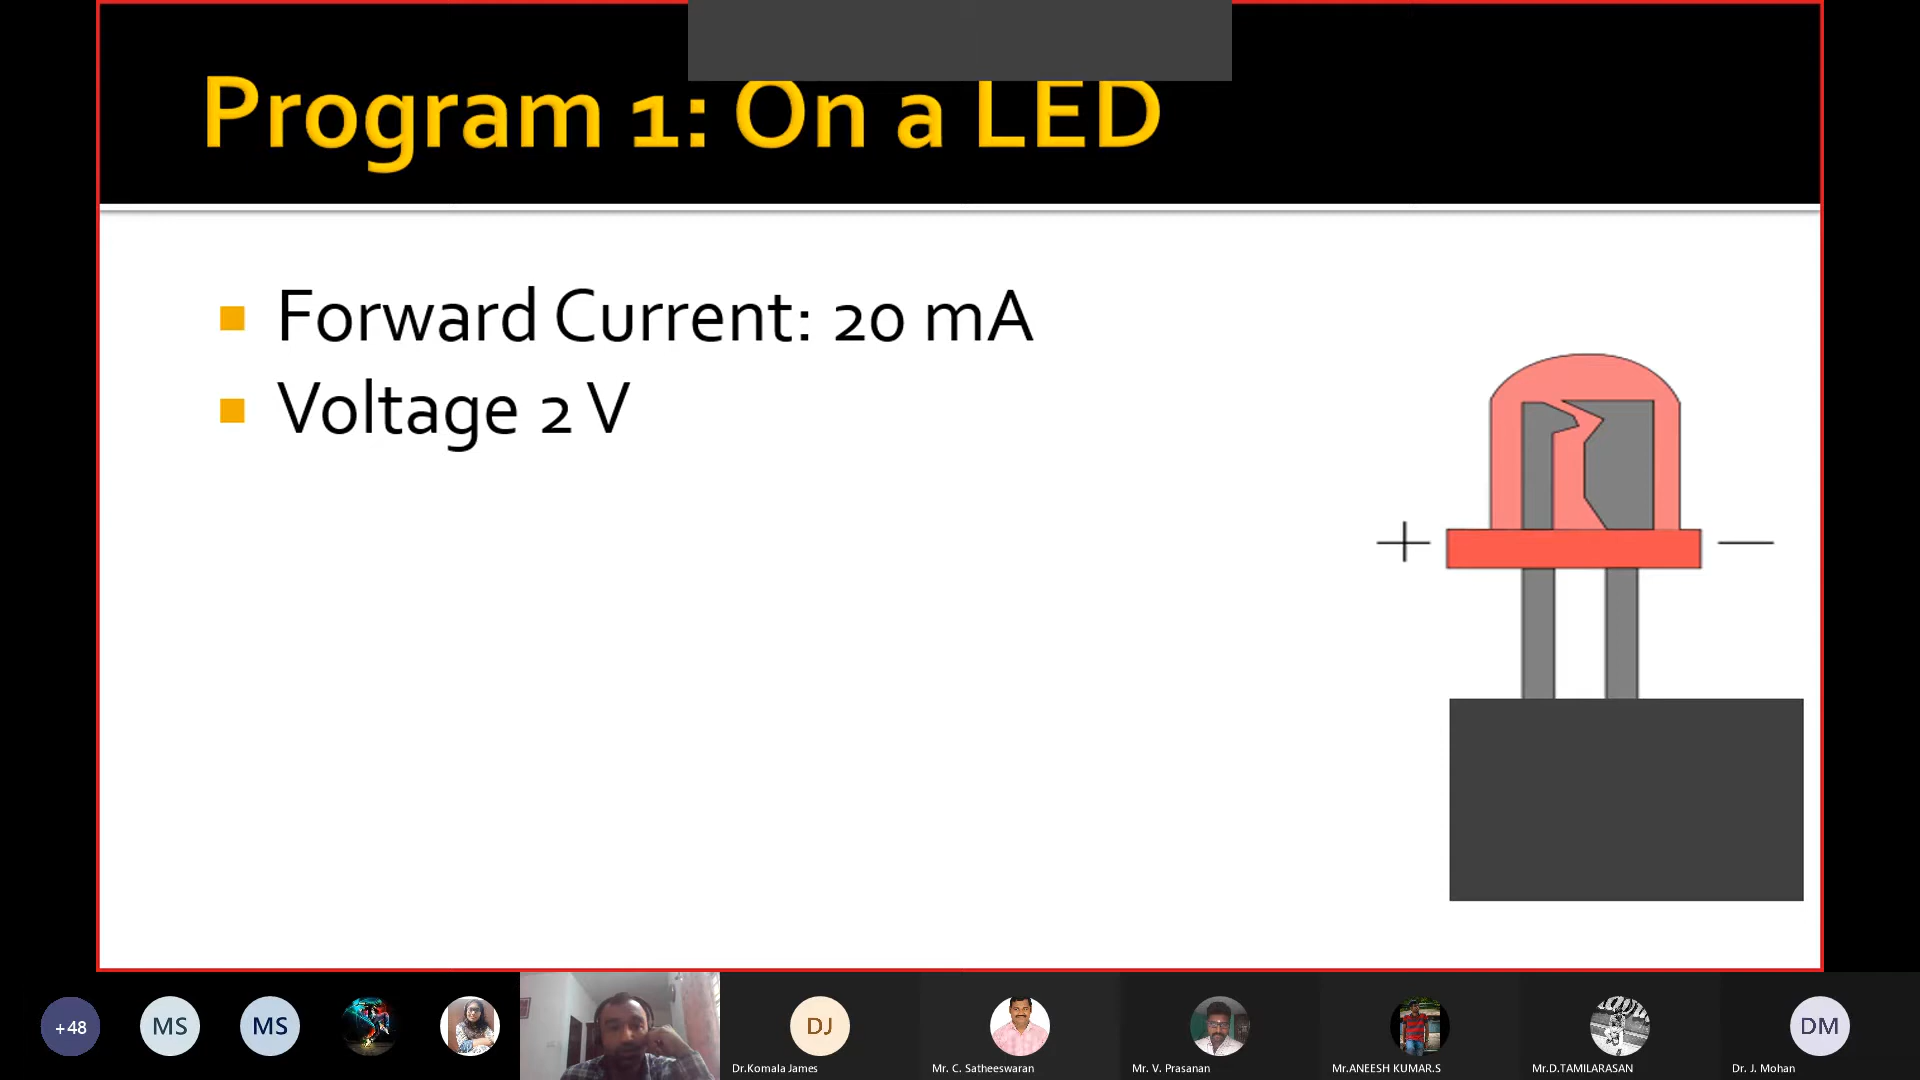 Program 1: On a LED
Forward Current: 20 mA
Voltage 2 V
+ —
+48
MS
MS
DJ
DM
Dr.Komala James
Mr. C. Satheeswaran
Mr. V. Prasanan
Mr.ANEESH KUMAR.S
Mr.D.TAMILARASAN
Dr. J. Mohan